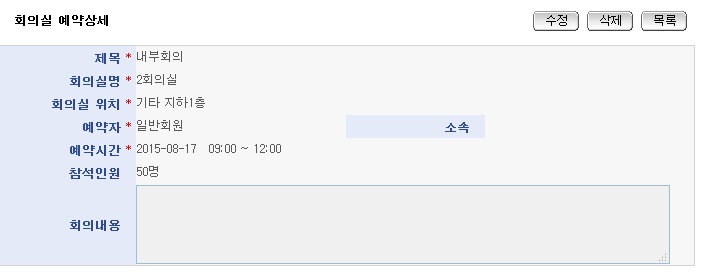 회의실 예약상세 수정 삭제 목록
제목 * 내부회의
회의실명 * 2회의실
회의실 위치 * 기타 지하1층
예약자 * 일반회원 소속
예약시간 * 2015-08-17 09:00 ~ 12:00
참석인원 50명
회의내용